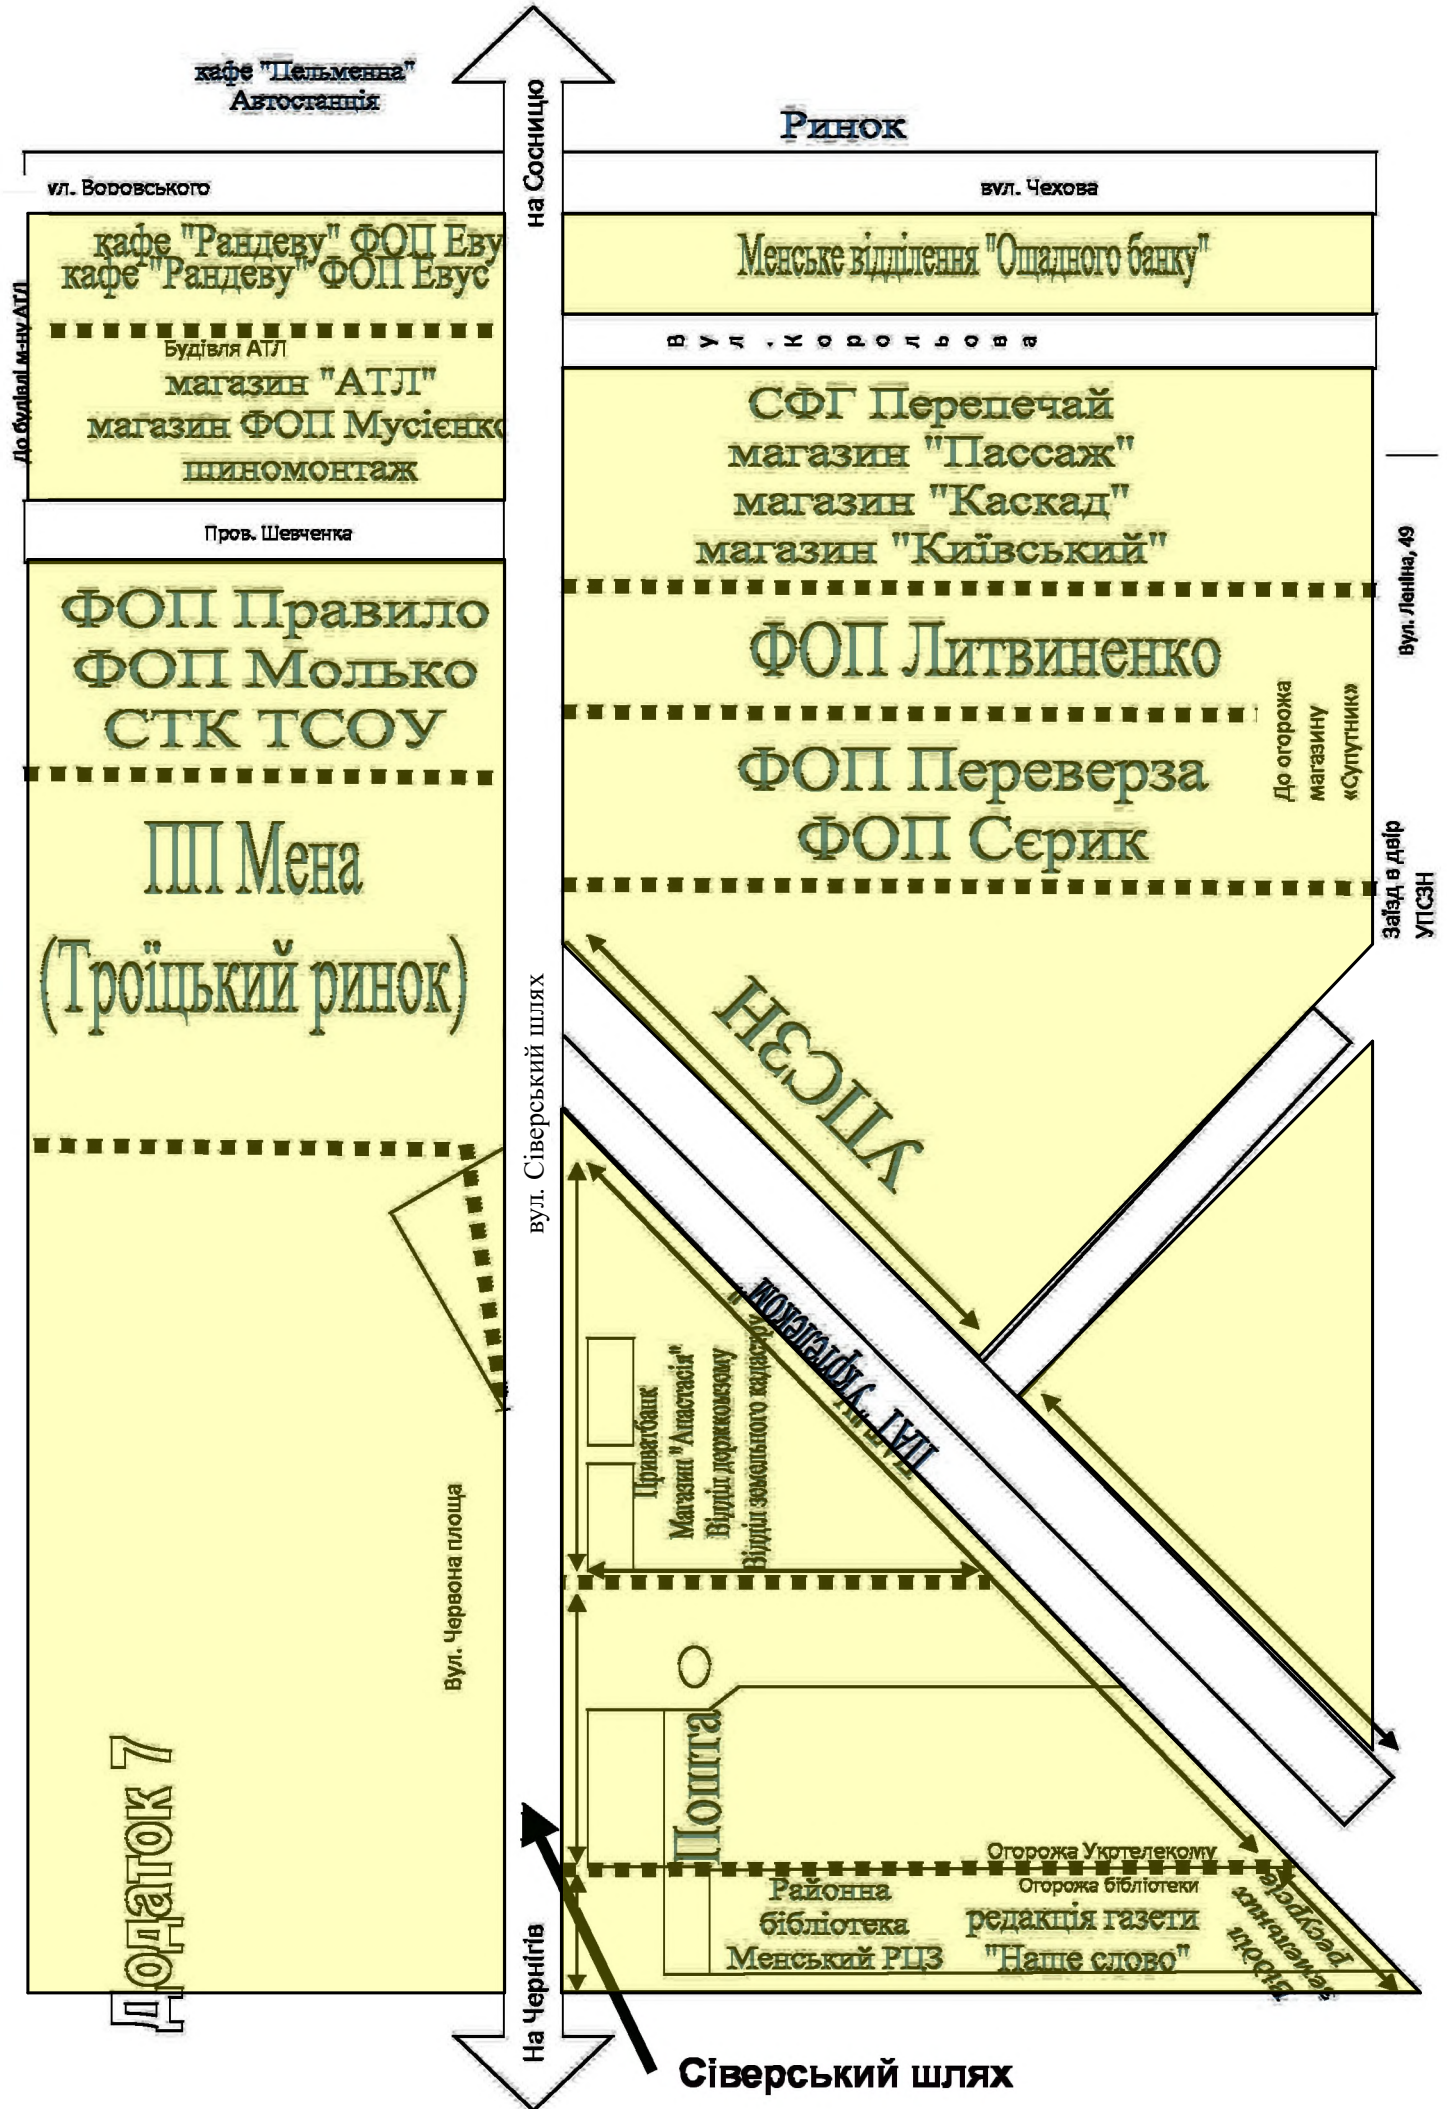 кафе "Пельменна"
Автостанція
на Сосницю
Ринок
ул. Воровського
вул. Чехова
кафе "Рандеву" ФОП Еву
кафе "Рандеву" ФОП Евус
До будівлі м-ну АТЛ
Будівля АТЛ
магазин "АТЛ"
магазин ФОП Мусієнко
шиномонтаж
Менське відділення "Ощадного банку"
Вул. Корольова
СФГ Перепечай
магазин "Пассаж"
магазин "Каскад"
магазин "Київський"
Вул. Леніна, 49
Пров. Шевченка
ФОП Правило
ФОП Молько
СТК ТСОУ
ФОП Литвиненко
До огорожа
магазину
«Супутник»
ФОП Переверза
ФОП Сєрик
Заїзд в двір
УПСЗН
ПП Мена
(Троїцький ринок)
вул. Сіверський шлях
УПСЗН
ПАТ "Укртелеком"
Приватбанк
Магазин "Анастасія"
Відділ держкомзему
Відділ земельного кадастру
Вул. Червона площа
Пошта
Додаток 7
Огорожа Укртелекому
Огорожа бібліотеки
Районна
бібліотека
Менський РЦЗ
редакція газети
"Наше слово"
Відділ
земельних
ресурсів
На Чернігів
Сіверський шлях